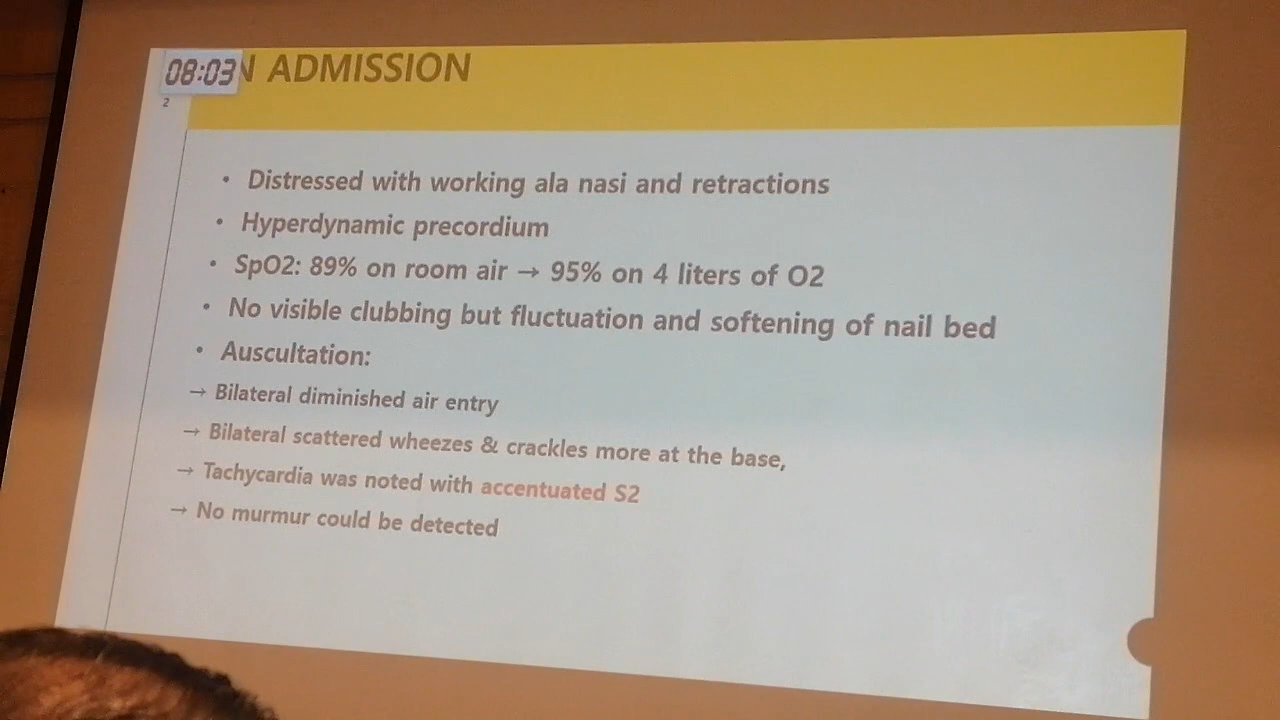 08:03
N ADMISSION
2
• Distressed with working ala nasi and retractions
• Hyperdynamic precordium
• SpO2: 89% on room air → 95% on 4 liters of O2
• No visible clubbing but fluctuation and softening of nail bed
• Auscultation:
→ Bilateral diminished air entry
→ Bilateral scattered wheezes & crackles more at the base,
→ Tachycardia was noted with accentuated S2
→ No murmur could be detected